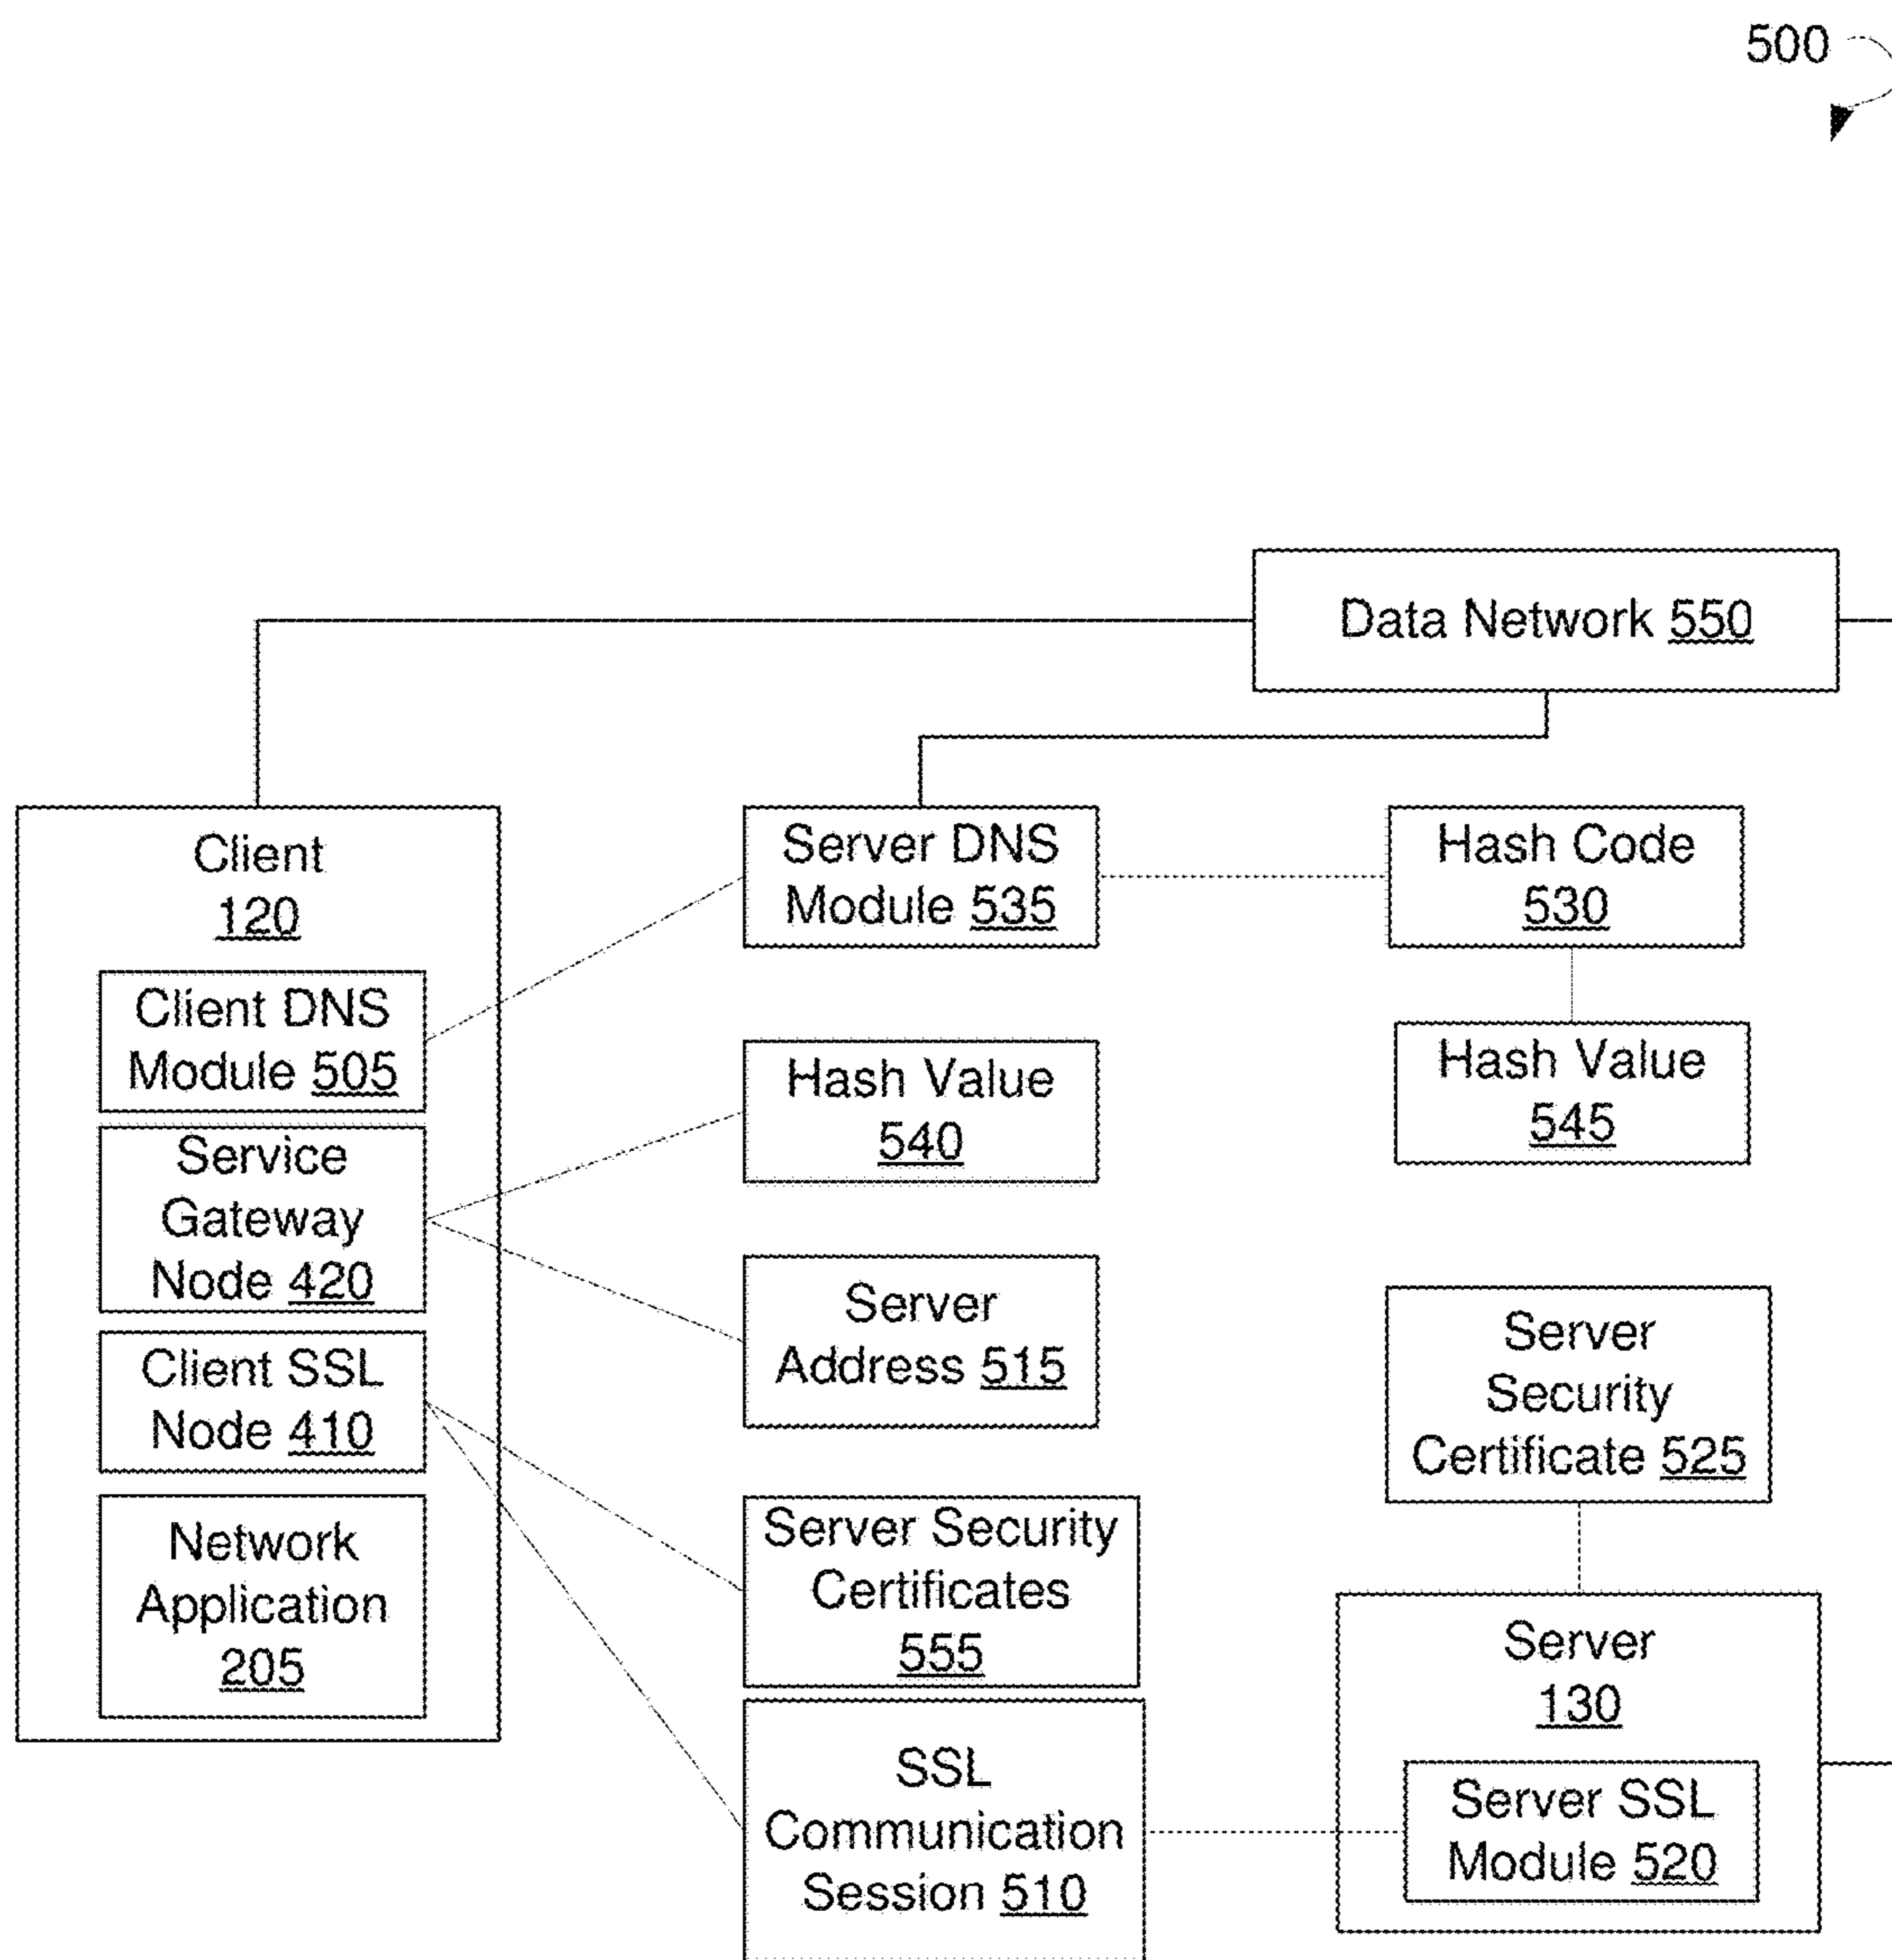 500
Data Network 550
Client
120
Client DNS
Module 505
Service
Gateway
Node 420
Client SSL
Node 410
Network
Application
205
Server DNS
Module 535
Hash Value
540
Server
Address 515
Server Security
Certificates
555
SSL
Communication
Session 510
Hash Code
530
Hash Value
545
Server
Security
Certificate 525
Server
130
Server SSL
Module 520